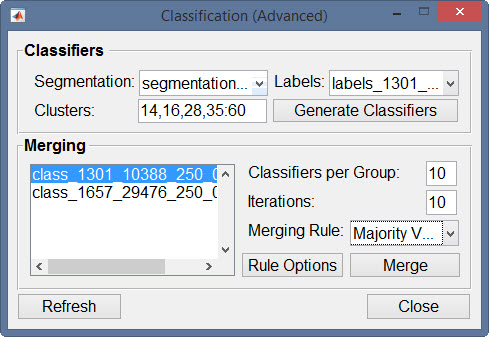 Classification (Advanced)
Classifiers
Segmentation: segmentation... Labels: labels_1301_...
Clusters: 14,16,28,35:60 Generate Classifiers
Merging
class_1301_10388_250_0
class_1657_29476_250_0
Classifiers per Group: 10
Iterations: 10
Merging Rule: Majority V...
Rule Options Merge
Refresh Close